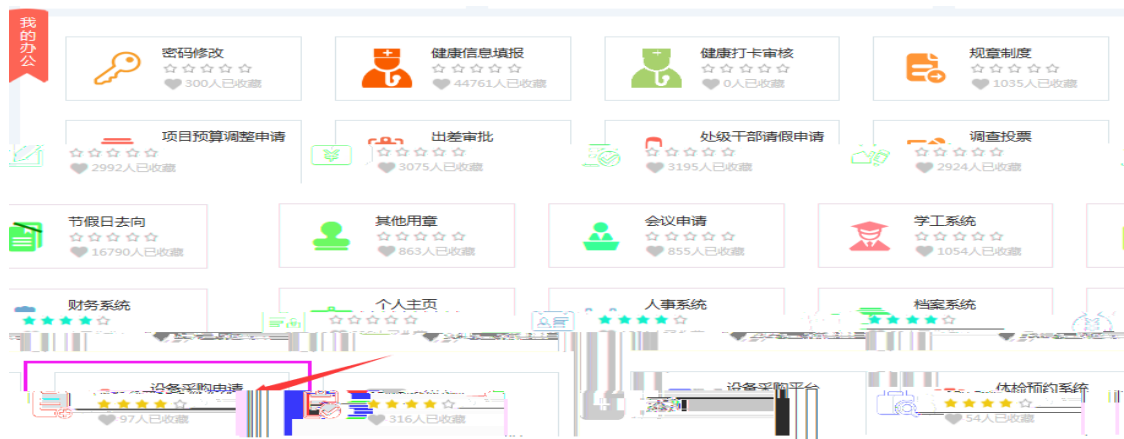 我的办公
密码修改
300人已收藏
健康信息填报
44761人已收藏
健康打卡审核
0人已收藏
规章制度
1035人已收藏
项目预算调整申请
2992人已收藏
出差审批
3075人已收藏
处级干部请假申请
3195人已收藏
调查投票
2924人已收藏
节假日去向
16790人已收藏
其他用章
863人已收藏
会议申请
855人已收藏
学工系统
1054人已收藏
财务系统
个人主页
人事系统
档案系统
设备采购申请
97人已收藏
316人已收藏
设备采购平台
体检预约系统
54人已收藏